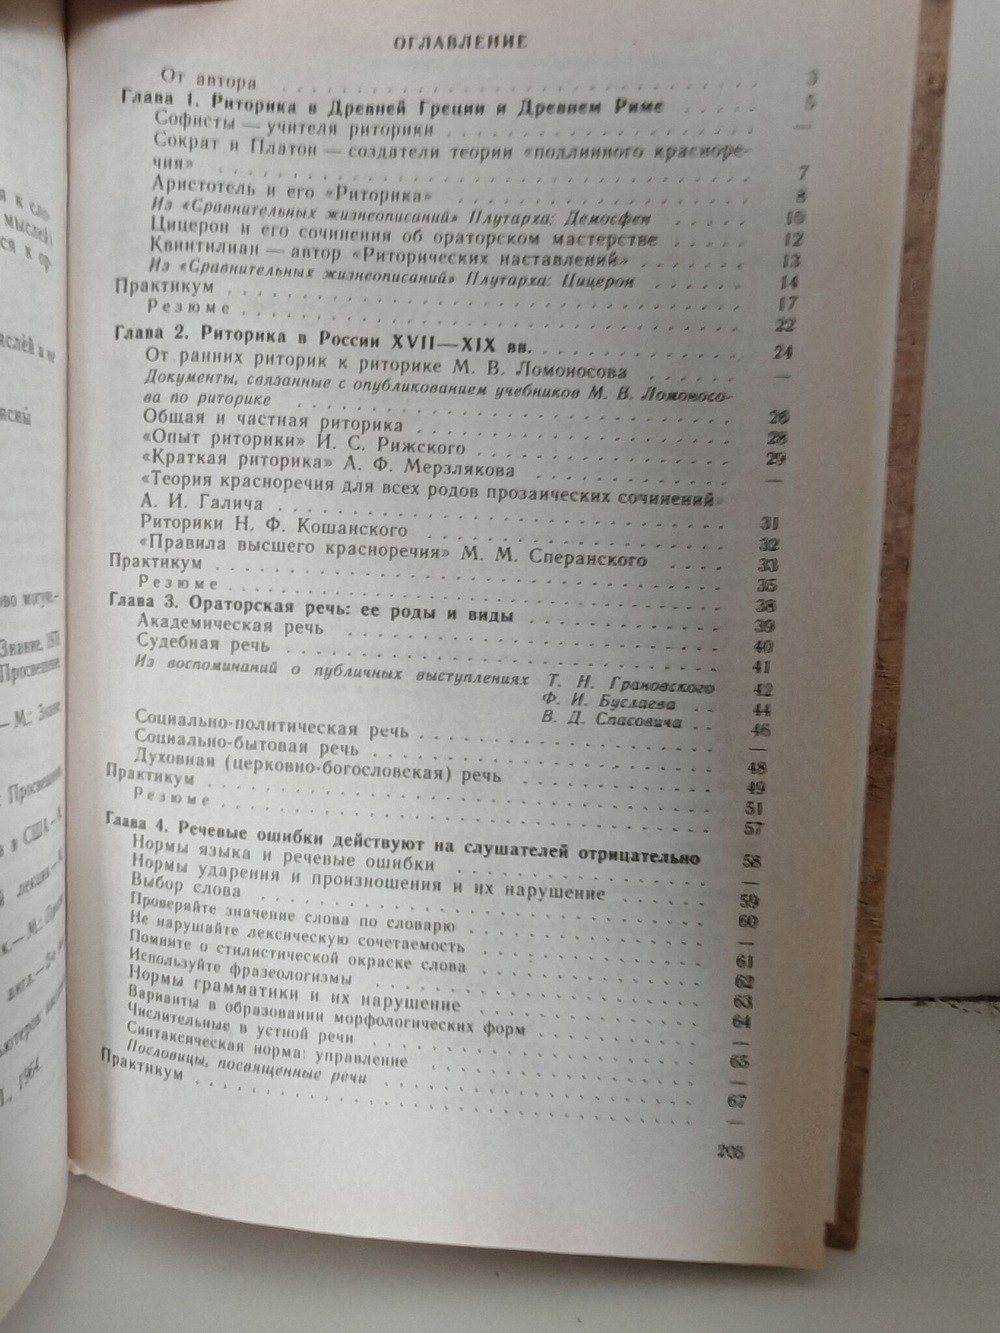 ОГЛАВЛЕНИЕ
От автора 3
Глава 1. Риторика в Древней Греции и Древнем Риме 5
Софисты — учителя риторики —
Сократ и Платон — создатели теории «подлинного красноре-
чия» 7
Аристотель и его «Риторика» 8
Из «Сравнительных жизнеописаний» Плутарха: Демосфен 10
Цицерон и его сочинения об ораторском мастерстве 12
Квинтилиан — автор «Риторических наставлений» 13
Из «Сравнительных жизнеописаний» Плутарха: Цицерон 14
Практикум 17
Резюме 22
Глава 2. Риторика в России XVII—XIX вв. 24
От ранних риторик к риторике М. В. Ломоносова —
Документы, связанные с опубликованием учебников М. В. Ломоносо-
ва по риторике 26
Общая и частная риторика 28
«Опыт риторики» И. С. Рижского 29
«Краткая риторика» А. Ф. Мерзлякова —
«Теория красноречия для всех родов прозаических сочинений»
А. И. Галича 31
Риторики Н. Ф. Кошанского 32
«Правила высшего красноречия» М. М. Сперанского 33
Практикум 35
Резюме 38
Глава 3. Ораторская речь: ее роды и виды 39
Академическая речь 40
Судебная речь 41
Из воспоминаний о публичных выступлениях Т. Н. Грановского 42
Ф. И. Буслаева 44
В. Д. Спасовича 46
Социально-политическая речь —
Социально-бытовая речь 48
Духовная (церковно-богословская) речь 49
Практикум 51
Резюме 57
Глава 4. Речевые ошибки действуют на слушателей отрицательно 58
Нормы языка и речевые ошибки —
Нормы ударения и произношения и их нарушение 59
Выбор слова 60
Проверяйте значение слова по словарю —
Не нарушайте лексическую сочетаемость 61
Помните о стилистической окраске слова 62
Используйте фразеологизмы 63
Нормы грамматики и их нарушение 64
Варианты в образовании морфологических форм —
Числительные в устной речи 65
Синтаксическая норма: управление —
Пословицы, посвященные речи 67
Практикум —
205